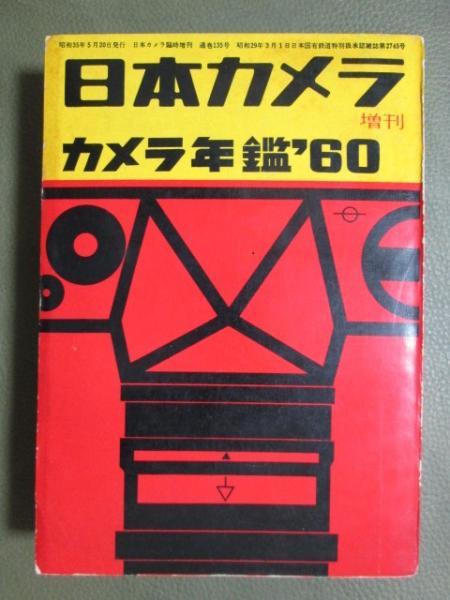 昭和35年5月20日発行 日本カメラ臨時増刊 通巻135号 昭和29年3月1日日本国有鉄道特別扱承認雑誌第2745号
日本カメラ
増刊
カメラ年鑑'60